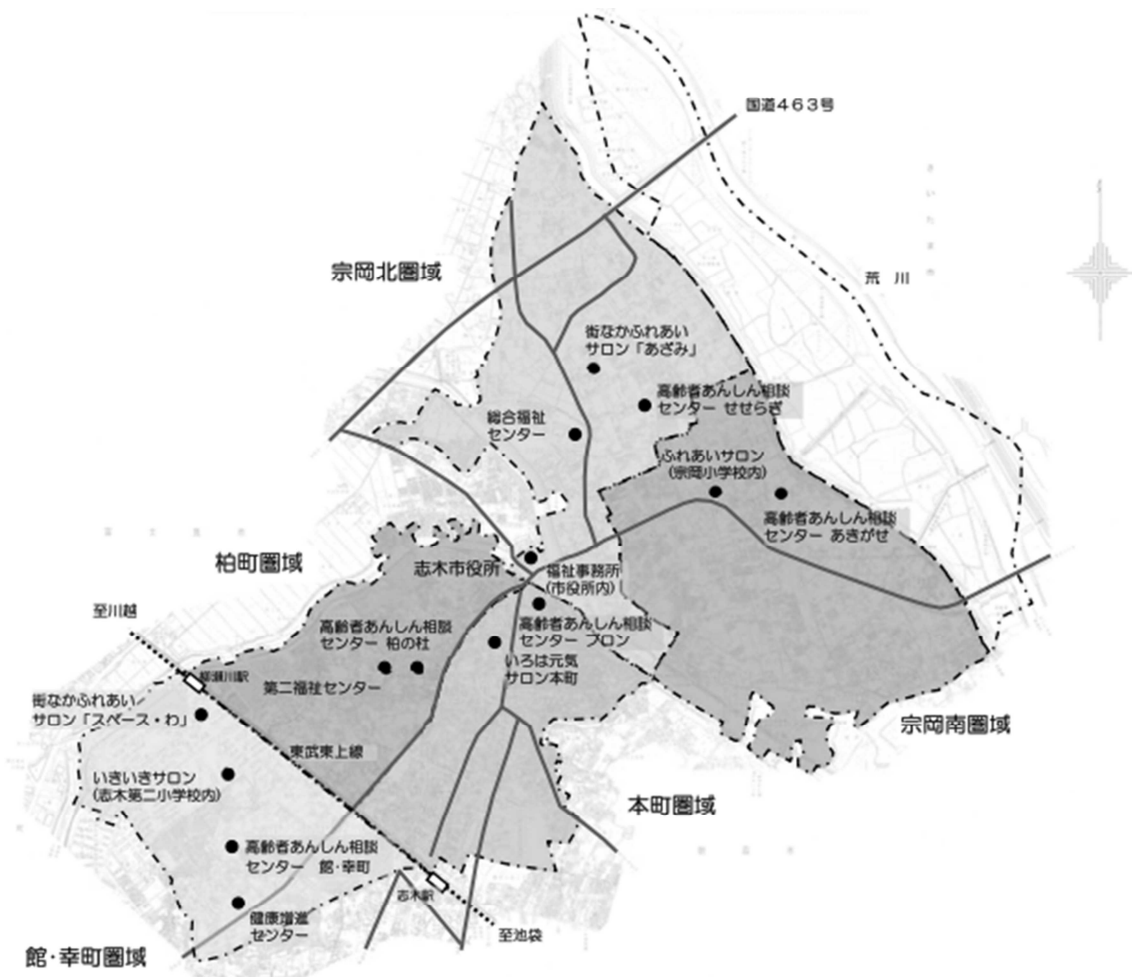 国道463号
さいたま市
荒 川
宗岡北圏域
街なかふれあい
サロン「あざみ」
高齢者あんしん相談
センター せせらぎ
総合福祉
センター
ふれあいサロン
(宗岡小学校内)
高齢者あんしん相談
センター あきがせ
富 士 見 市
柏町圏域
志木市役所
福祉事務所
(市役所内)
至川越
高齢者あんしん相談
センター 柏の杜
高齢者あんしん相談
センター ブロン
いろは元気
サロン本町
第二福祉センター
柳瀬川駅
街なかふれあい
サロン「スペース・わ」
宗岡南圏域
東武東上線
いきいきサロン
(志木第二小学校内)
本町圏域
高齢者あんしん相談
センター 館・幸町
新 座 市
志木駅
健康増進
センター
至池袋
館・幸町圏域